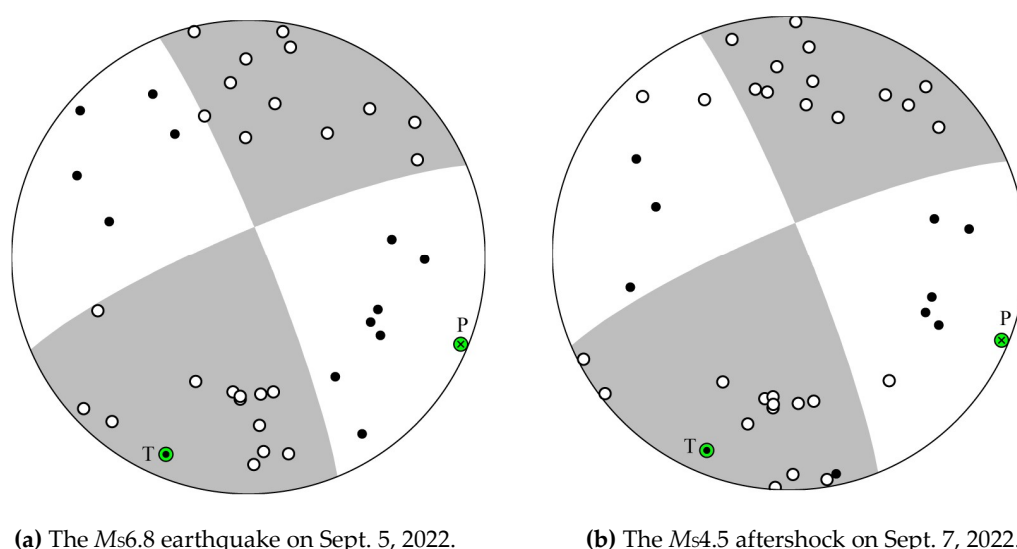 P
T
P
T
(a) The Ms6.8 earthquake on Sept. 5, 2022.
(b) The Ms4.5 aftershock on Sept. 7, 2022.